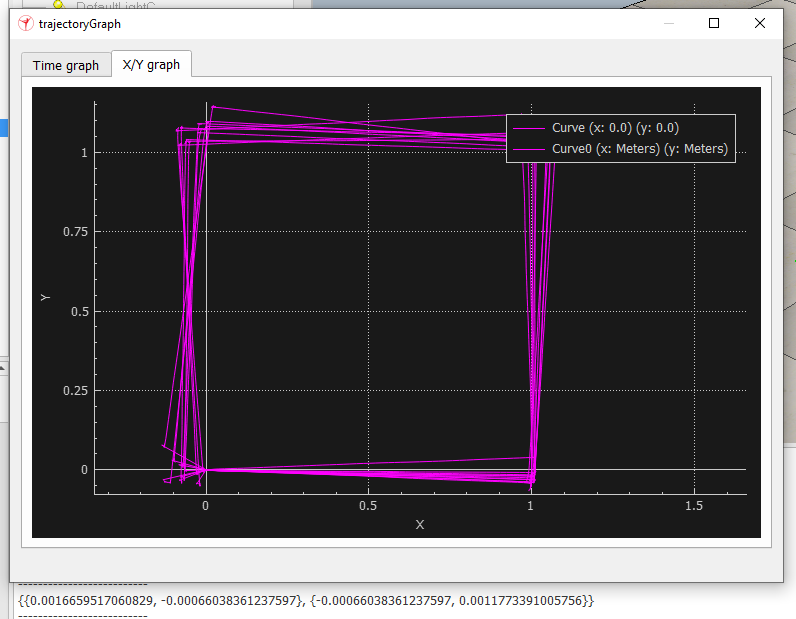 DefaultLightC
trajectoryGraph
Time graph
X/Y graph
Curve (x: 0.0) (y: 0.0)
Curve0 (x: Meters) (y: Meters)
1
0.75
0.5
0.25
0
Y
0
0.5
1
1.5
X
--------------------------
{{0.0016659517060829, -0.00066038361237597}, {-0.00066038361237597, 0.0011773391005756}}
--------------------------